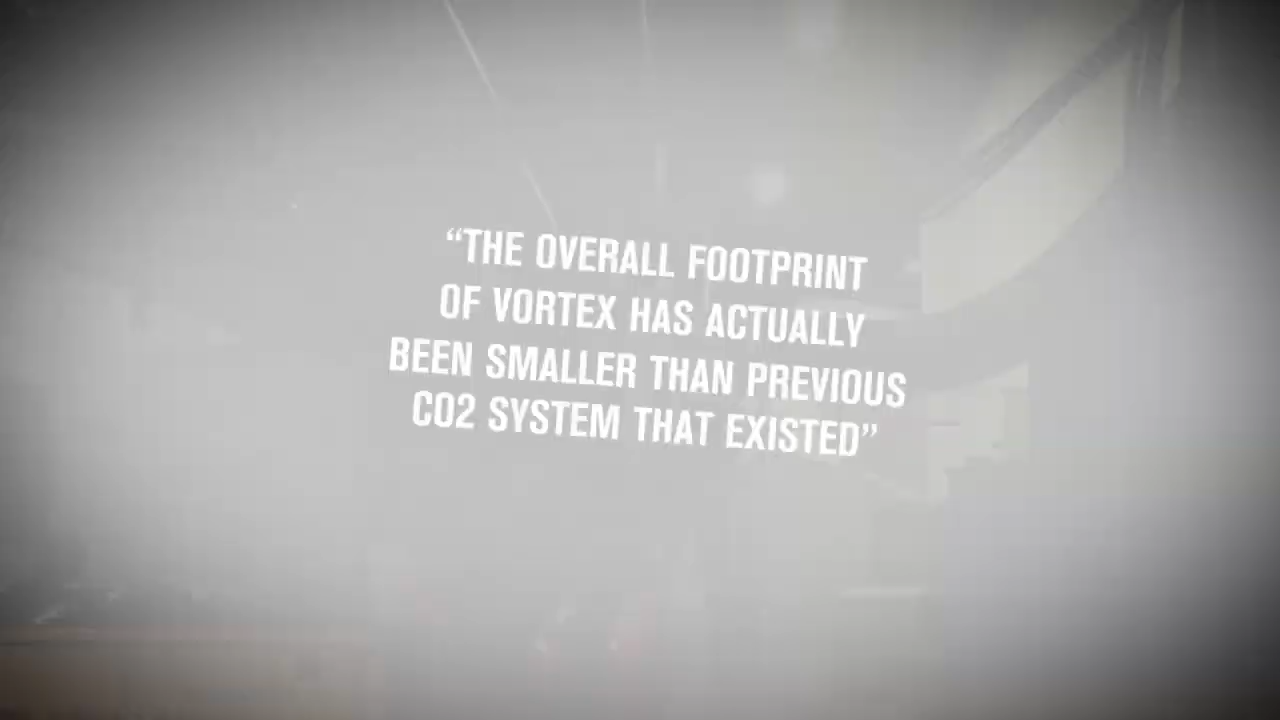 “THE OVERALL FOOTPRINT
OF VORTEX HAS ACTUALLY
BEEN SMALLER THAN PREVIOUS
CO2 SYSTEM THAT EXISTED”